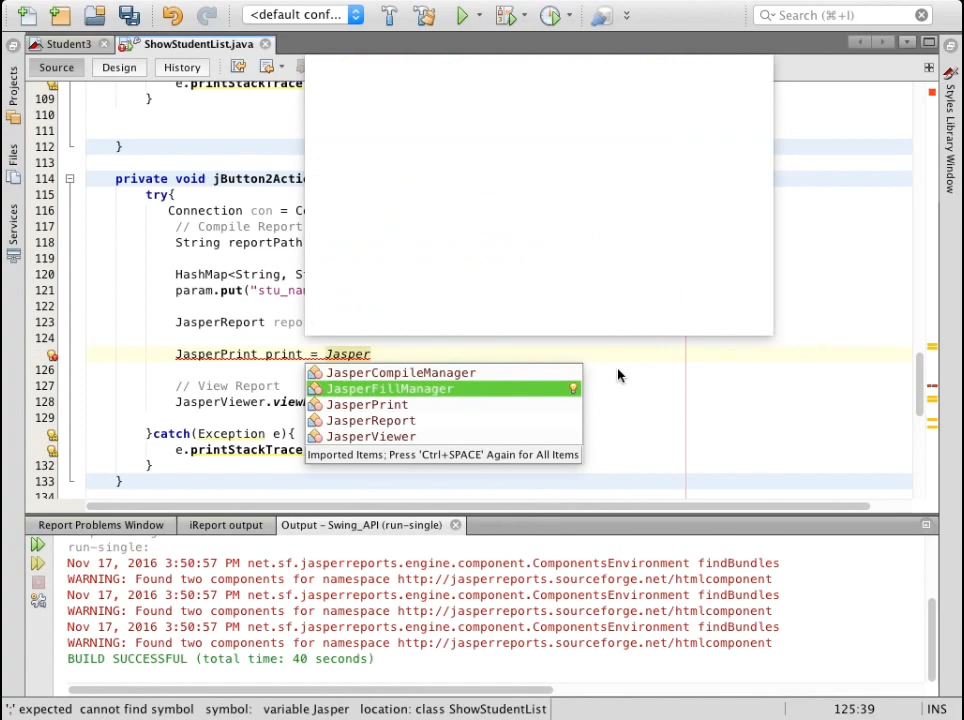 <default conf...
Search (⌘+I)
Student3
ShowStudentList.java
Source
Design
History
Projects
Files
Services
Styles Library Window
e.printStackTrace
109 }
110
111
112 }
113
114 private void jButton2Actio
115 try{
116 Connection con = Co
117 // Compile Report
118 String reportPath
119
120 HashMap<String, St
121 param.put("stu_nam
122
123 JasperReport repo
124
JasperPrint print = Jasper
126
127 // View Report
128 JasperViewer.view
129
}catch(Exception e){
e.printStackTrace
132 }
133 }
134
JasperCompileManager
JasperFillManager
JasperPrint
JasperReport
JasperViewer
Imported Items; Press 'Ctrl+SPACE' Again for All Items
Report Problems Window
iReport output
Output – Swing_API (run-single)
run-single:
Nov 17, 2016 3:50:57 PM net.sf.jasperreports.engine.component.ComponentsEnvironment findBundles
WARNING: Found two components for namespace http://jasperreports.sourceforge.net/htmlcomponent
Nov 17, 2016 3:50:57 PM net.sf.jasperreports.engine.component.ComponentsEnvironment findBundles
WARNING: Found two components for namespace http://jasperreports.sourceforge.net/htmlcomponent
Nov 17, 2016 3:50:57 PM net.sf.jasperreports.engine.component.ComponentsEnvironment findBundles
WARNING: Found two components for namespace http://jasperreports.sourceforge.net/htmlcomponent
BUILD SUCCESSFUL (total time: 40 seconds)
';' expected cannot find symbol symbol: variable Jasper location: class ShowStudentList
125:39
INS